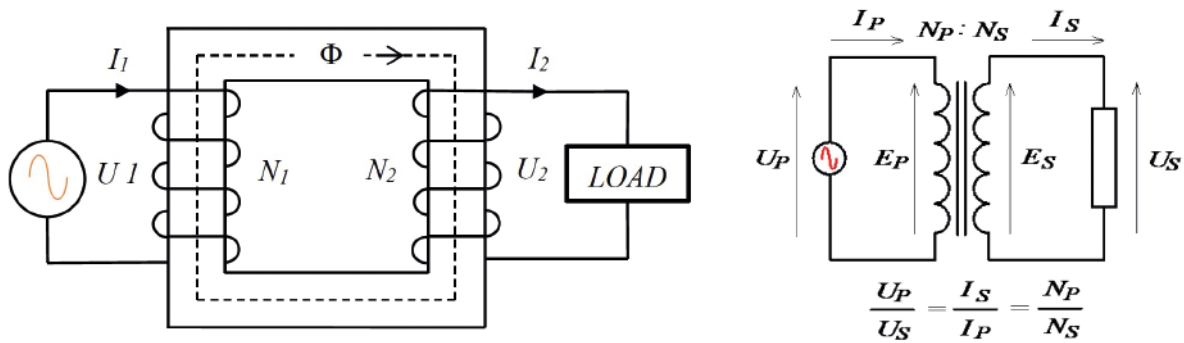 Φ
I1
I2
U 1
N1
N2
U2
LOAD
IP
NP : NS
IS
UP
EP
ES
US
UP/US = IS/IP = NP/NS